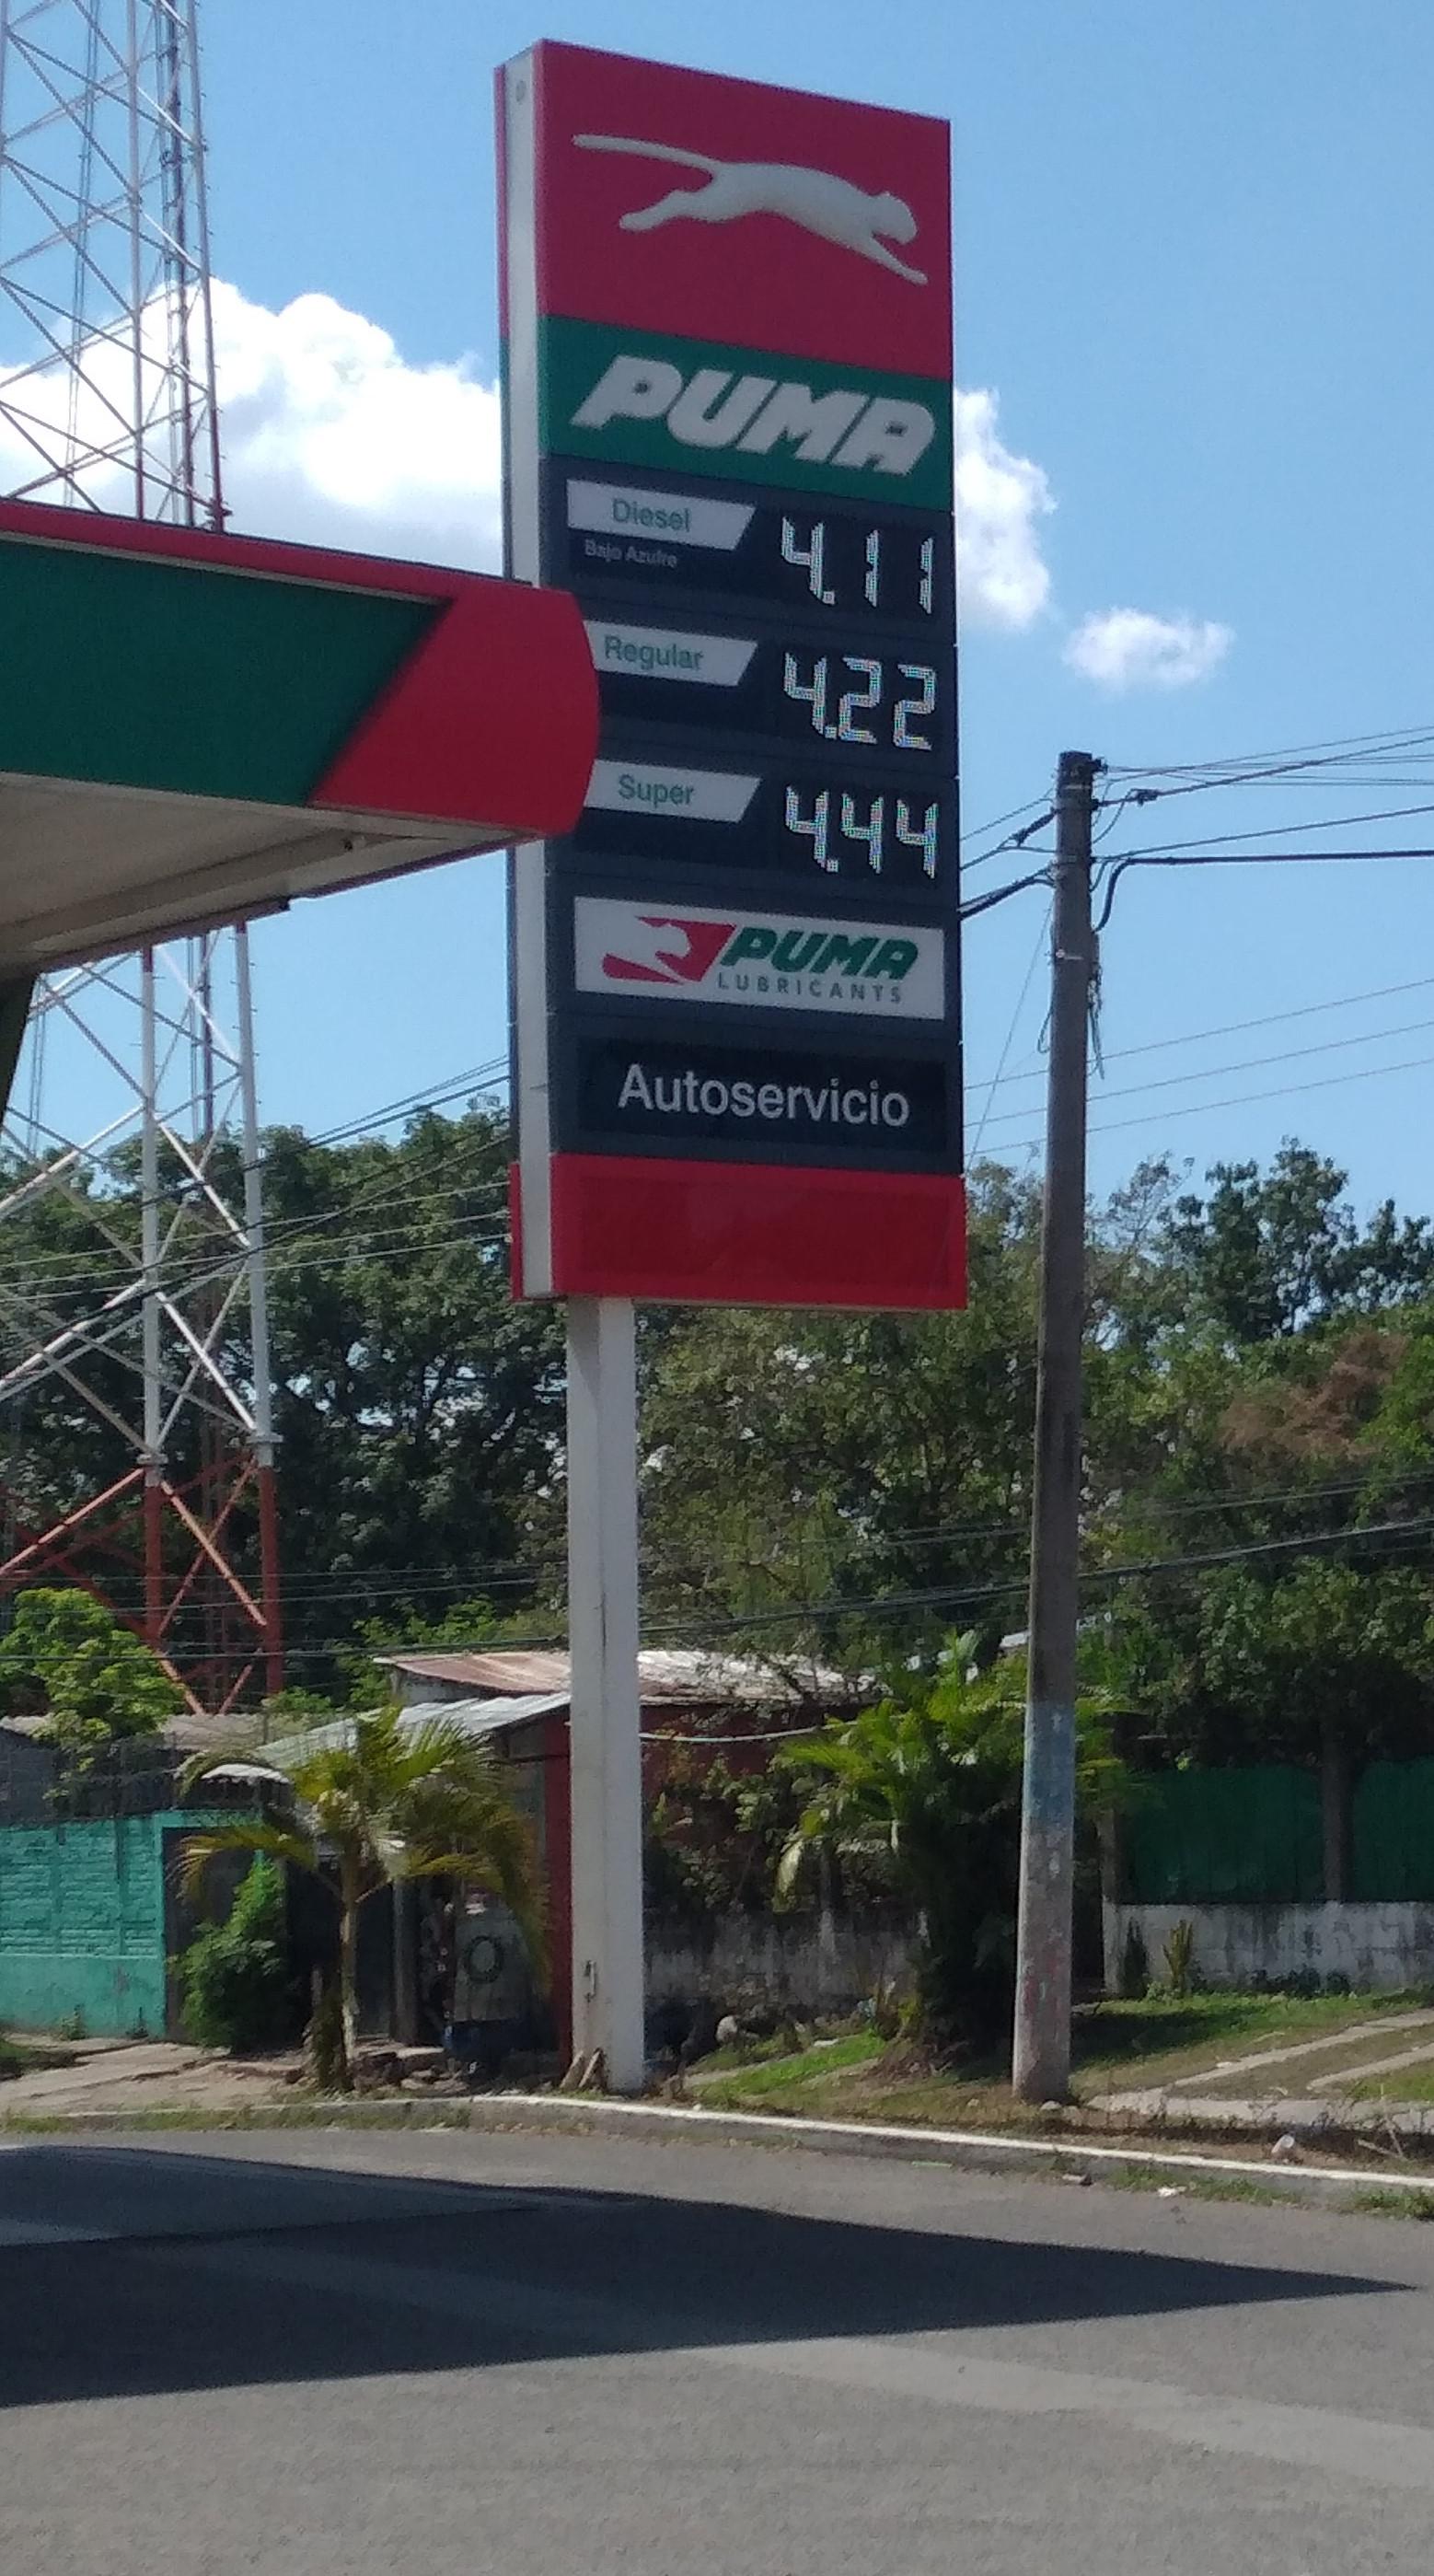 PUMA
Diesel 4.11
Bajo Azufre
Regular 4.22
Super 4.44
PUMA
LUBRICANTS
Autoservicio